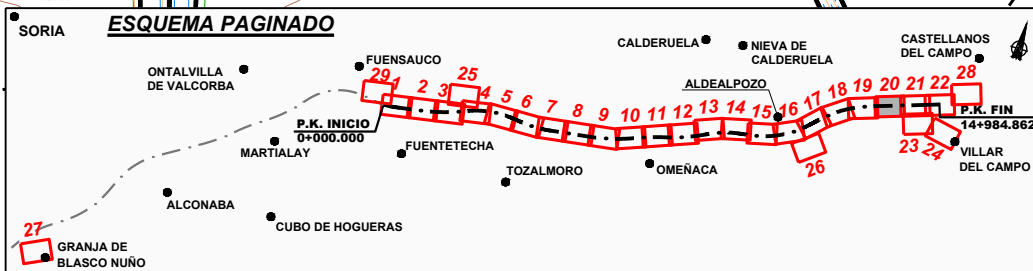 ESQUEMA PAGINADO
SORIA
ONTALVILLA
DE VALCORBA
FUENSAUCO
CALDERUELA
NIEVA DE
CALDERUELA
CASTELLANOS
DEL CAMPO
ALDEALPOZO
P.K. INICIO
0+000.000
P.K. FIN
14+984.862
MARTIALAY
FUENTETECHA
TOZALMORO
OMEÑACA
VILLAR
DEL CAMPO
ALCONABA
CUBO DE HOGUERAS
GRANJA DE
BLASCO NUÑO
29
1
2
3
25
4
5
6
7
8
9
10
11
12
13
14
15
16
17
18
19
20
21
22
28
23
24
26
27